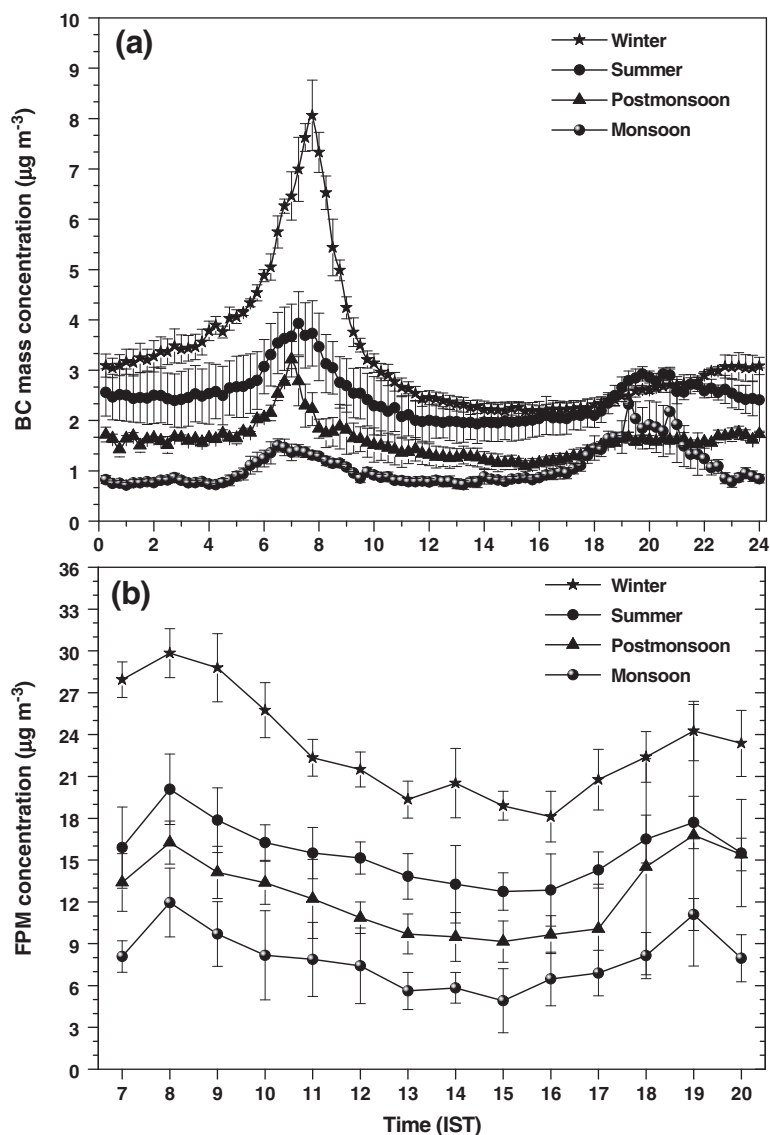 (a)
Winter
Summer
Postmonsoon
Monsoon
BC mass concentration (µg m⁻³)
10
9
8
7
6
5
4
3
2
1
0
0 2 4 6 8 10 12 14 16 18 20 22 24
(b)
Winter
Summer
Postmonsoon
Monsoon
FPM concentration (µg m⁻³)
36
33
30
27
24
21
18
15
12
9
6
3
0
7 8 9 10 11 12 13 14 15 16 17 18 19 20
Time (IST)